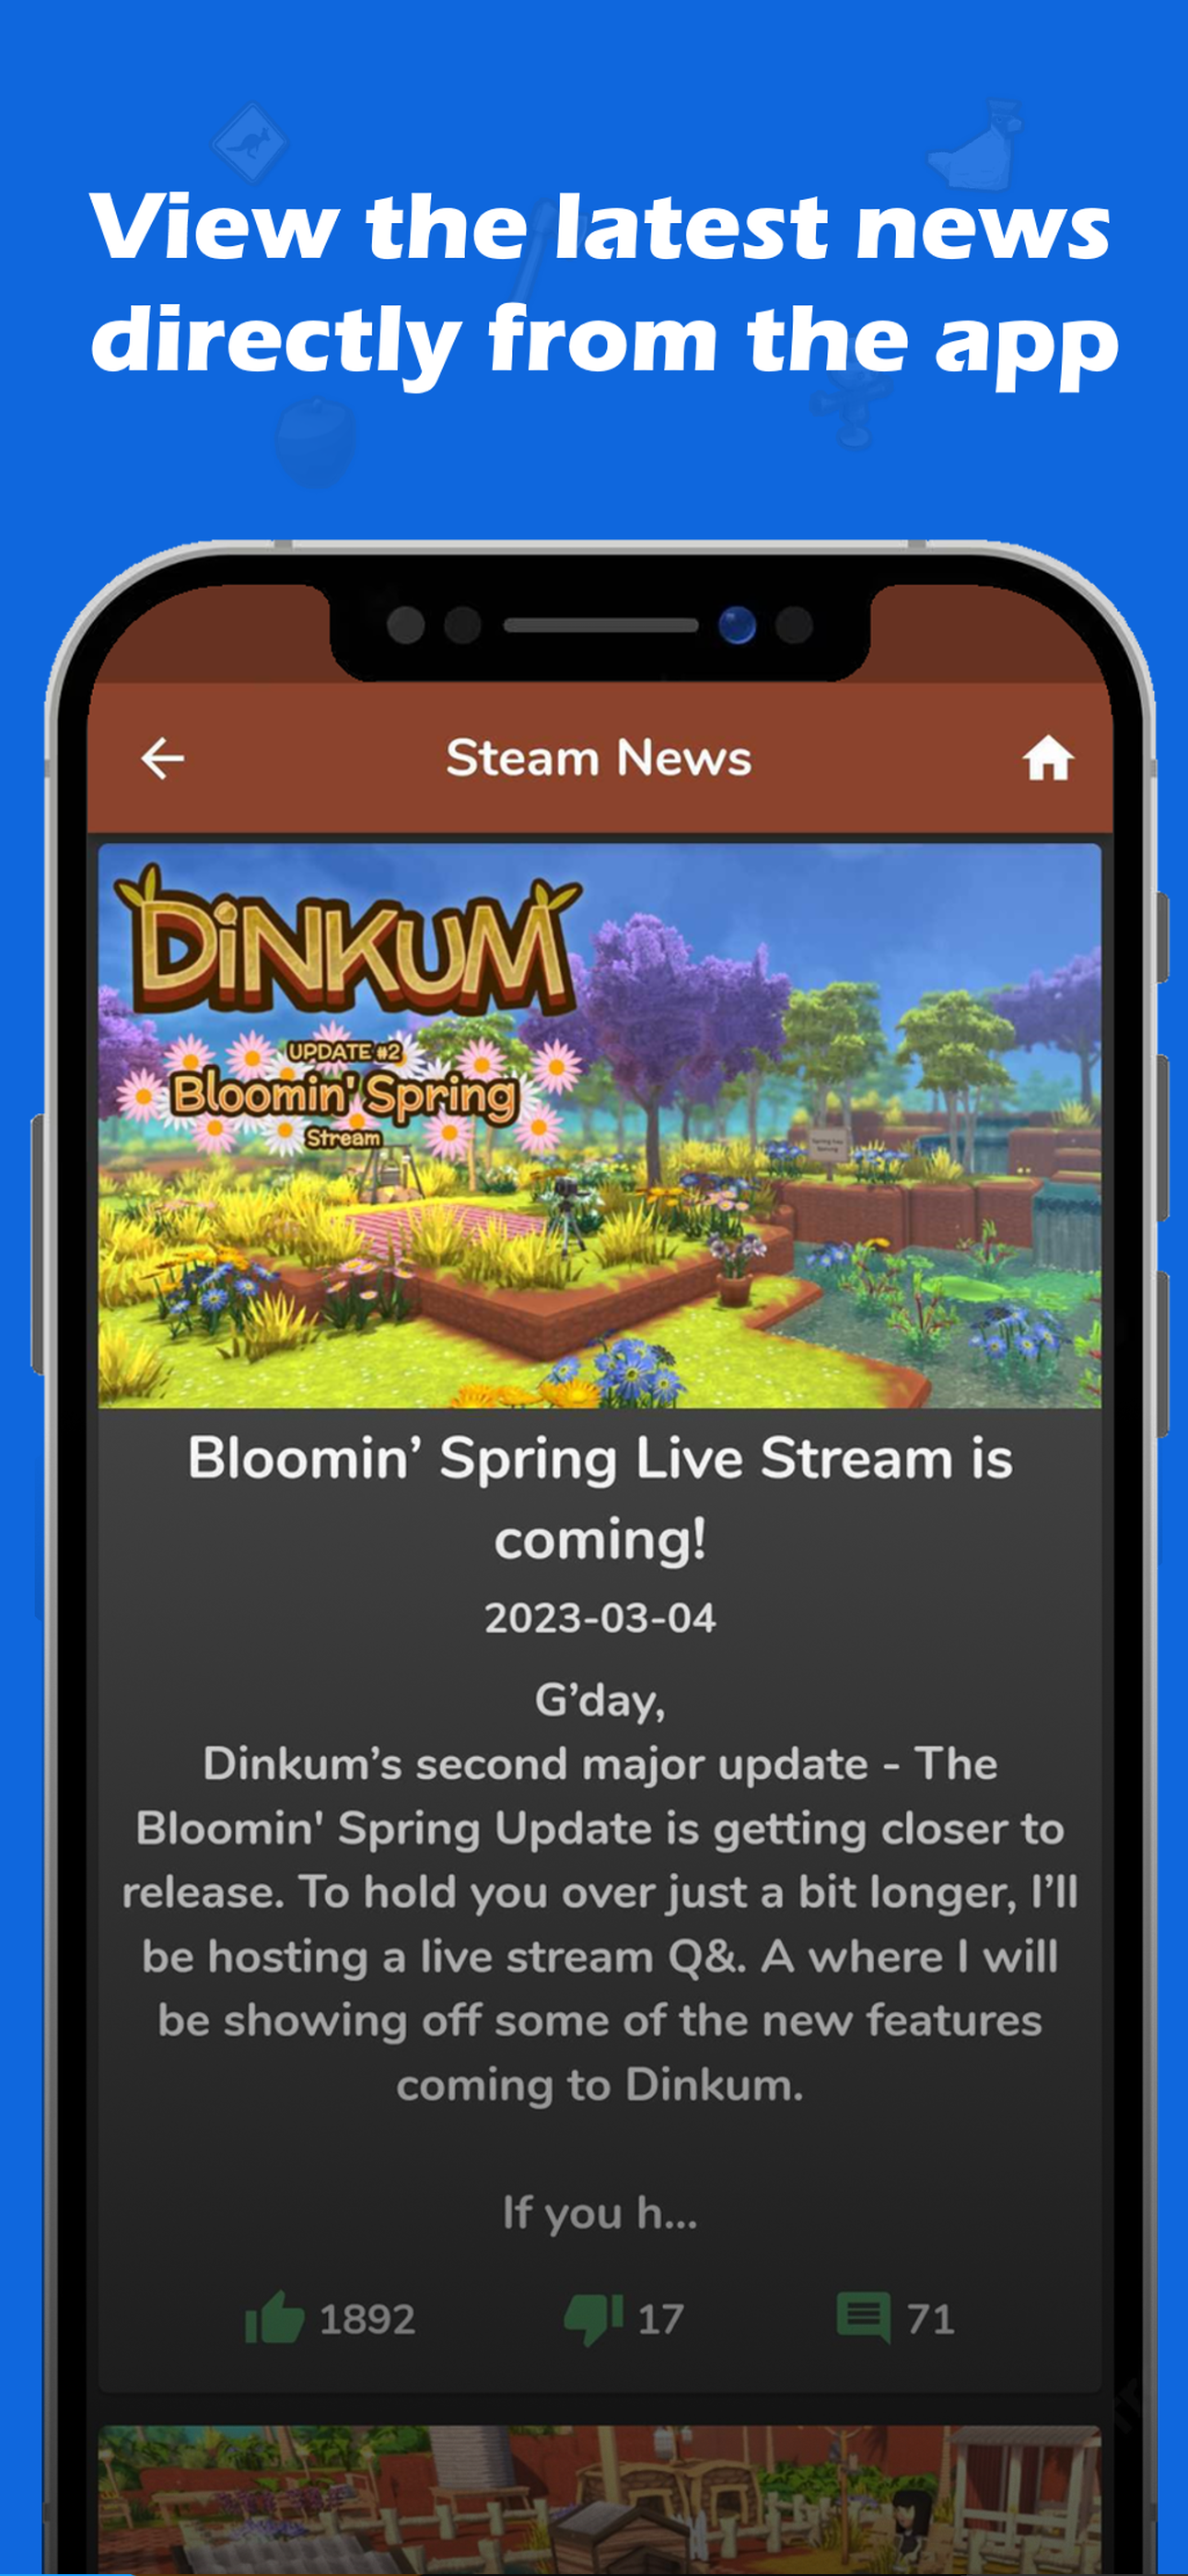 View the latest news
directly from the app
Steam News
DiNKUM
UPDATE #2
Bloomin' Spring
Stream
Spring has
Sprung
Bloomin’ Spring Live Stream is
coming!
2023-03-04
G’day,
Dinkum’s second major update - The
Bloomin' Spring Update is getting closer to
release. To hold you over just a bit longer, I’ll
be hosting a live stream Q&. A where I will
be showing off some of the new features
coming to Dinkum.
If you h...
1892
17
71